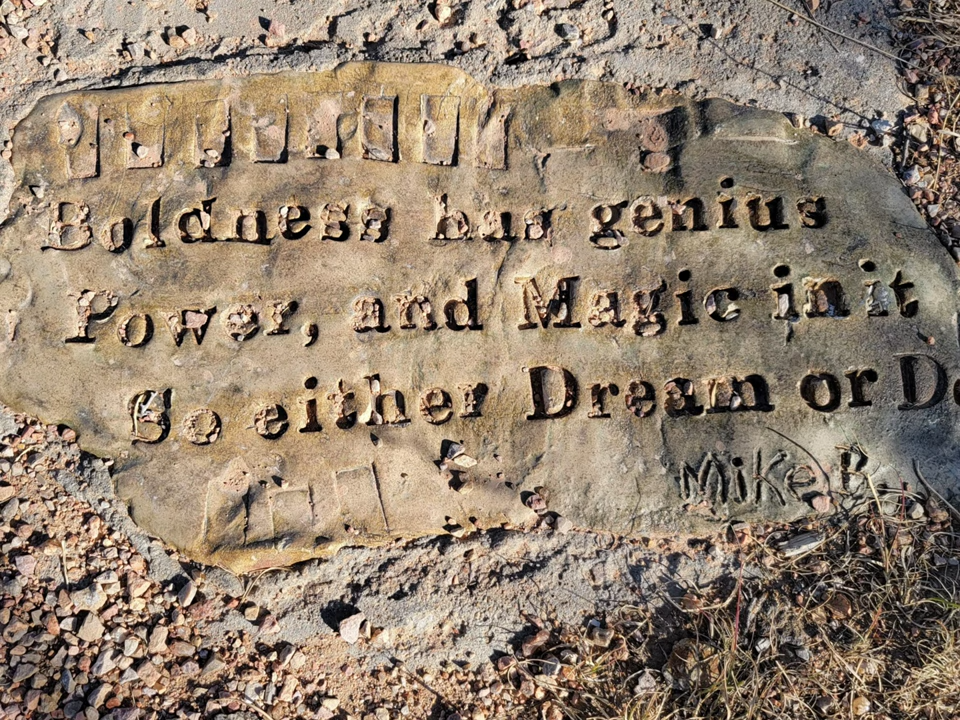 Boldness has genius
Power, and Magic in it
So either Dream or
Mike B.